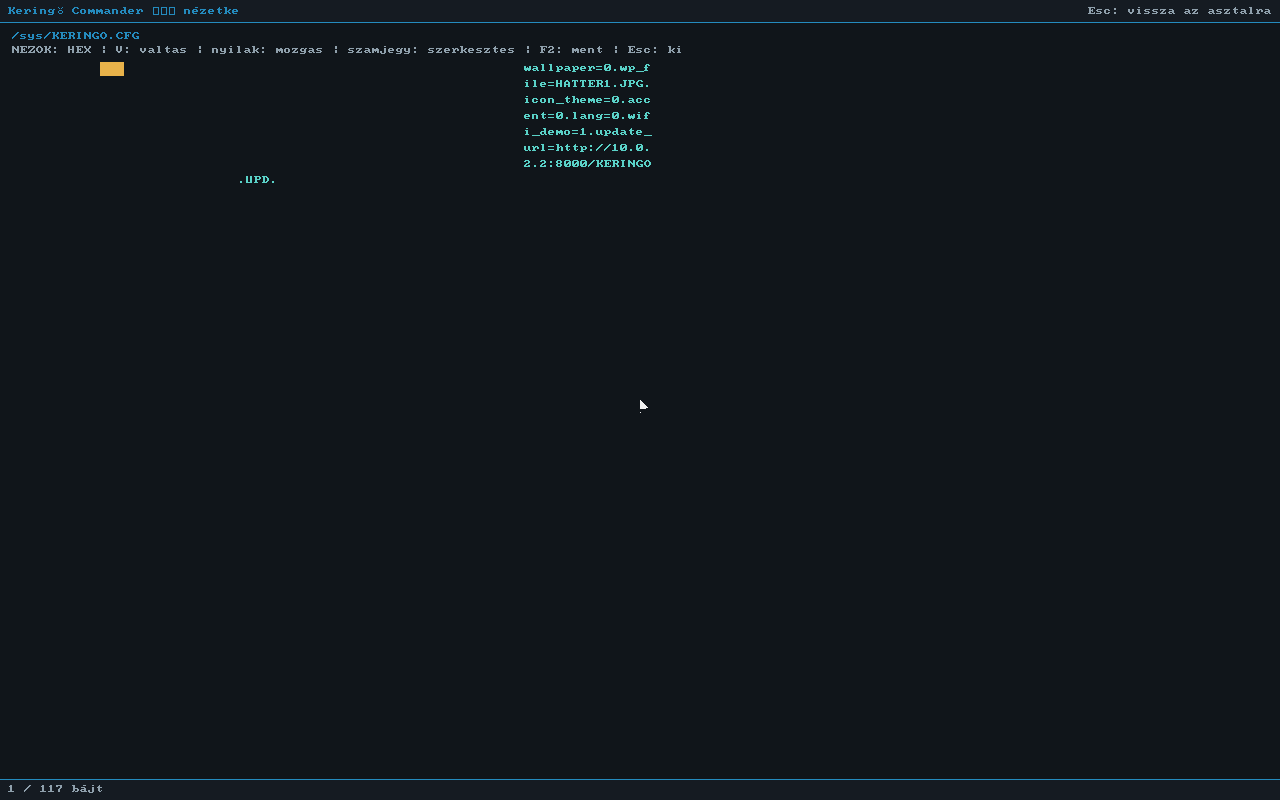 Keringő Commander □□□ nézetke
Esc: vissza az asztalra
/sys/KERINGO.CFG
NEZOK: HEX ¦ V: valtas ¦ nyilak: mozgas ¦ szamjegy: szerkesztes ¦ F2: ment ¦ Esc: ki
wallpaper=0.wp_f
ile=HATTER1.JPG.
icon_theme=0.acc
ent=0.lang=0.wif
i_demo=1.update_
url=http://10.0.
2.2:8000/KERINGO
.UPD.
1 / 117 bájt